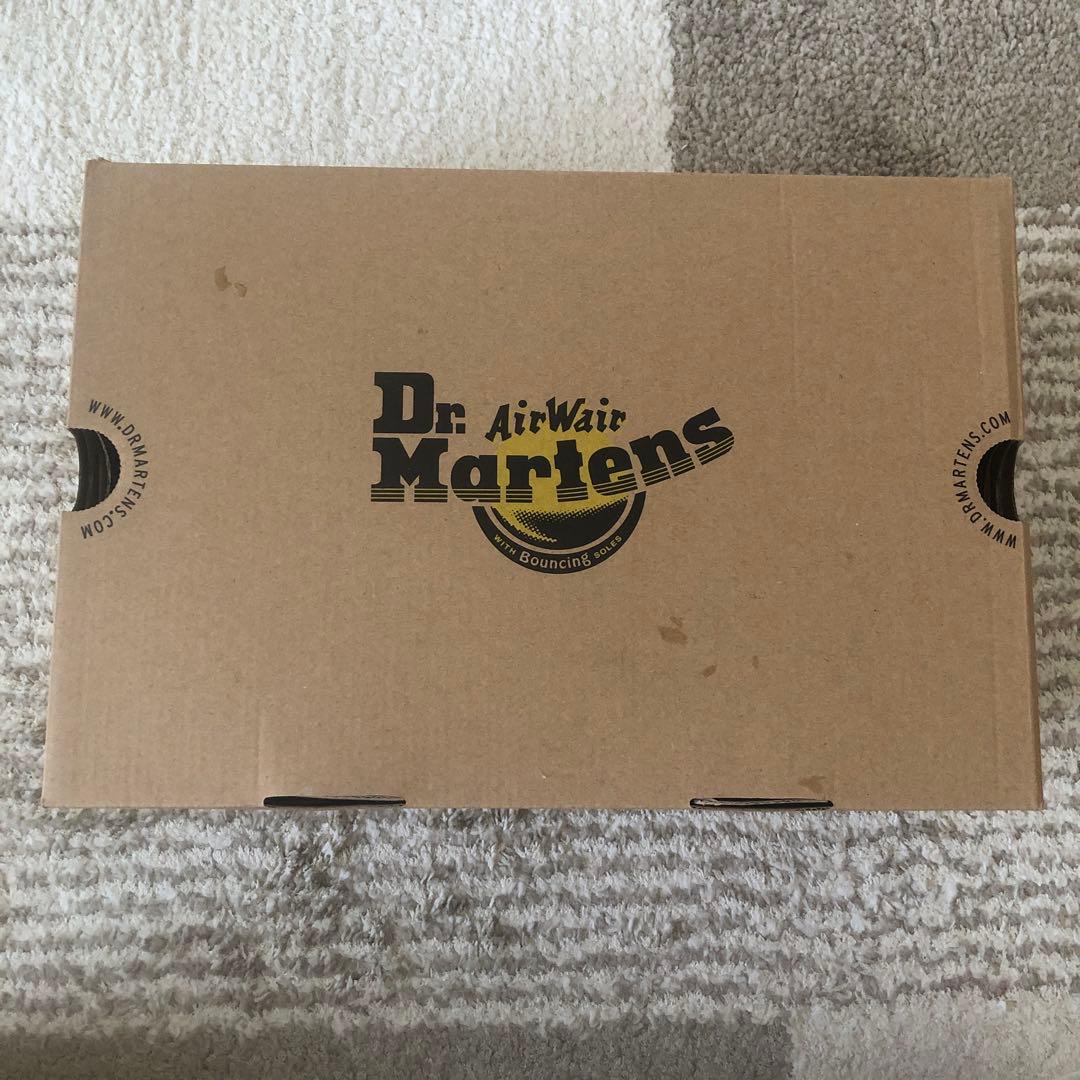 Dr. AirWair
Martens
WITH Bouncing SOLES
WWW.DRMARTENS.COM
WWW.DRMARTENS.COM